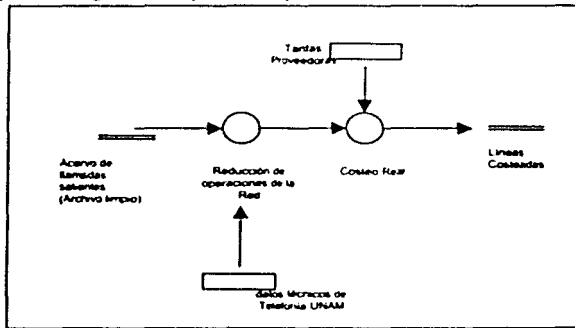 Tarifas
Proveedoras
Acervo de
llamadas
salientes
(Archivo limpio)
Reducción de
operaciones de la
Red
Costeo Real
Líneas
Costeadas
datos técnicos de
Telefonía UNAM